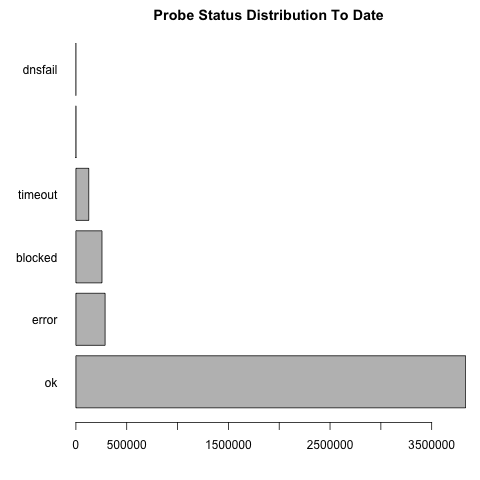 Probe Status Distribution To Date
dnsfail
timeout
blocked
error
ok
0 500000 1500000 2500000 3500000